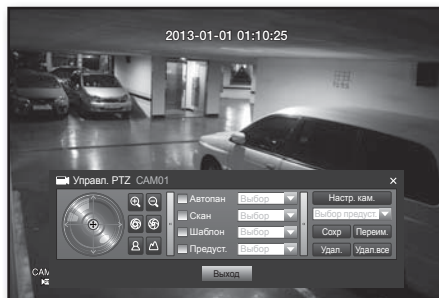 2013-01-01 01:10:25
Управл. PTZ CAM01
Автопан Выбор Настр. кам.
Скан Выбор Выбор предуст.
Шаблон Выбор Сохр Переим.
Предуст. Выбор Удал. Удал.все
CAM
Выход